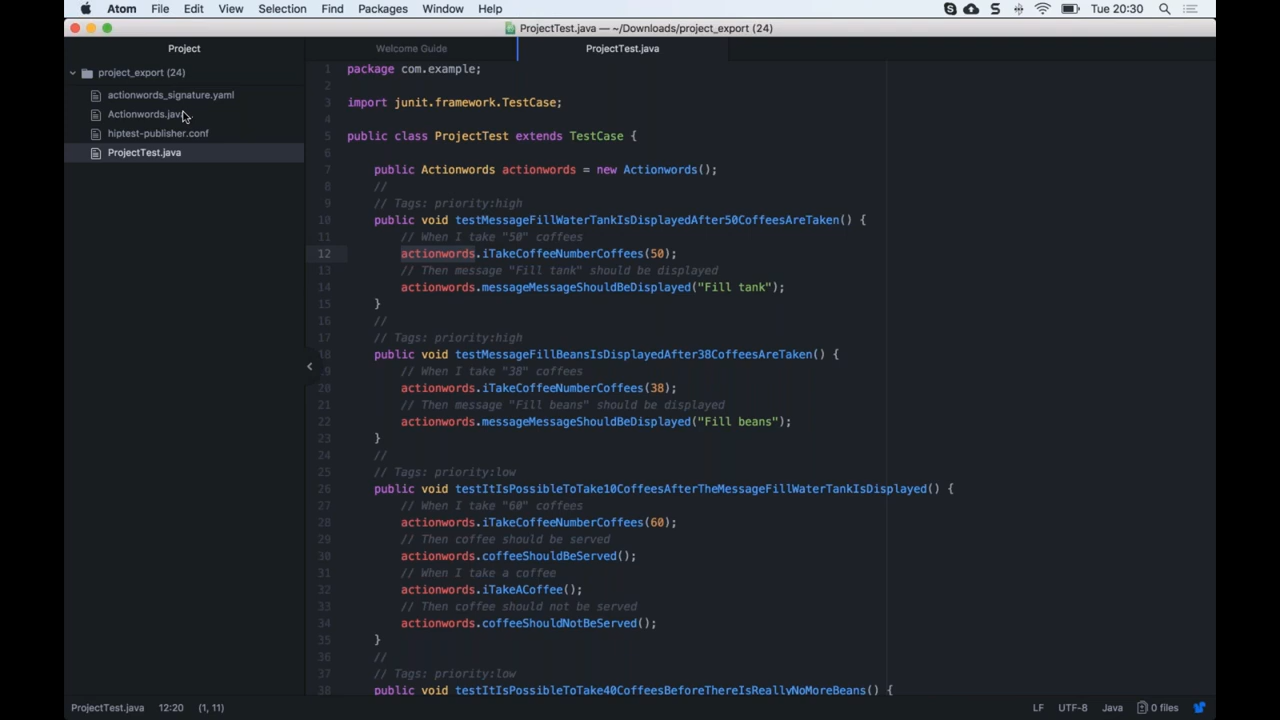 Atom File Edit View Selection Find Packages Window Help Tue 20:30
ProjectTest.java — ~/Downloads/project_export (24)
Project
Welcome Guide
ProjectTest.java
project_export (24)
actionwords_signature.yaml
Actionwords.java
hiptest-publisher.conf
ProjectTest.java
1 package com.example;
2
3 import junit.framework.TestCase;
4
5 public class ProjectTest extends TestCase {
6
7 public Actionwords actionwords = new Actionwords();
8 //
9 // Tags: priority:high
10 public void testMessageFillWaterTankIsDisplayedAfter50CoffeesAreTaken() {
11 // When I take "50" coffees
12 actionwords.iTakeCoffeeNumberCoffees(50);
13 // Then message "Fill tank" should be displayed
14 actionwords.messageMessageShouldBeDisplayed("Fill tank");
15 }
16 //
17 // Tags: priority:high
18 public void testMessageFillBeansIsDisplayedAfter38CoffeesAreTaken() {
19 // When I take "38" coffees
20 actionwords.iTakeCoffeeNumberCoffees(38);
21 // Then message "Fill beans" should be displayed
22 actionwords.messageMessageShouldBeDisplayed("Fill beans");
23 }
24 //
25 // Tags: priority:low
26 public void testItIsPossibleToTake10CoffeesAfterTheMessageFillWaterTankIsDisplayed() {
27 // When I take "60" coffees
28 actionwords.iTakeCoffeeNumberCoffees(60);
29 // Then coffee should be served
30 actionwords.coffeeShouldBeServed();
31 // When I take a coffee
32 actionwords.iTakeACoffee();
33 // Then coffee should not be served
34 actionwords.coffeeShouldNotBeServed();
35 }
36 //
37 // Tags: priority:low
38 public void testItIsPossibleToTake40CoffeesBeforeThereIsReallyNoMoreBeans() {
ProjectTest.java 12:20 (1, 11) LF UTF-8 Java 0 files